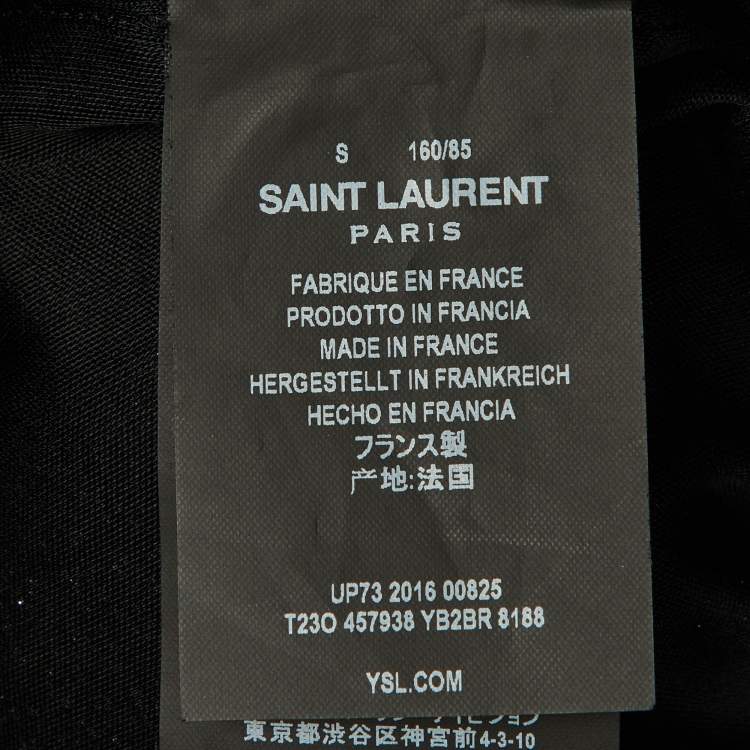 S 160/85
SAINT LAURENT
PARIS
FABRIQUE EN FRANCE
PRODOTTO IN FRANCIA
MADE IN FRANCE
HERGESTELLT IN FRANKREICH
HECHO EN FRANCIA
フランス製
产地:法国
UP73 2016 00825
T23O 457938 YB2BR 8188
YSL.COM
東京都渋谷区神宮前4-3-10